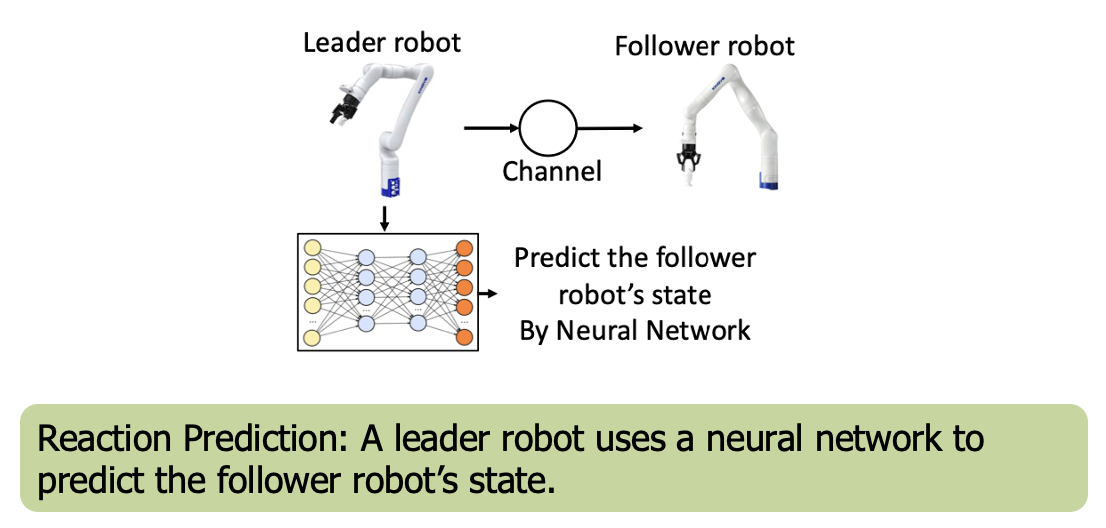 Leader robot
Follower robot
Channel
Predict the follower
robot's state
By Neural Network
...
...
...
...
Reaction Prediction: A leader robot uses a neural network to
predict the follower robot's state.